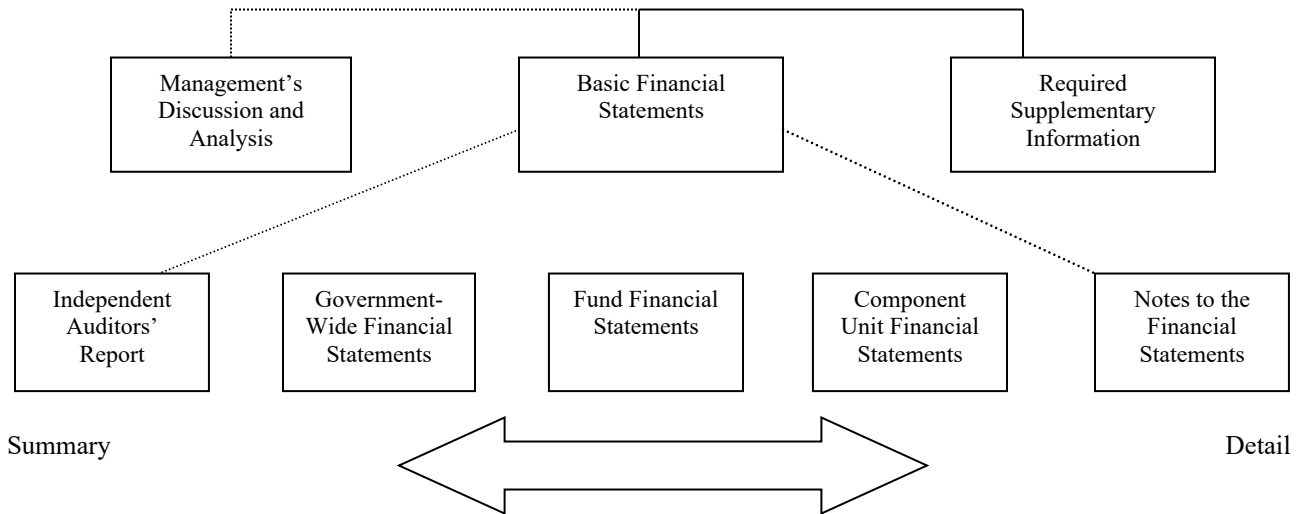 Management’s
Discussion and
Analysis
Basic Financial
Statements
Required
Supplementary
Information
Independent
Auditors’
Report
Government-
Wide Financial
Statements
Fund Financial
Statements
Component
Unit Financial
Statements
Notes to the
Financial
Statements
Summary
Detail